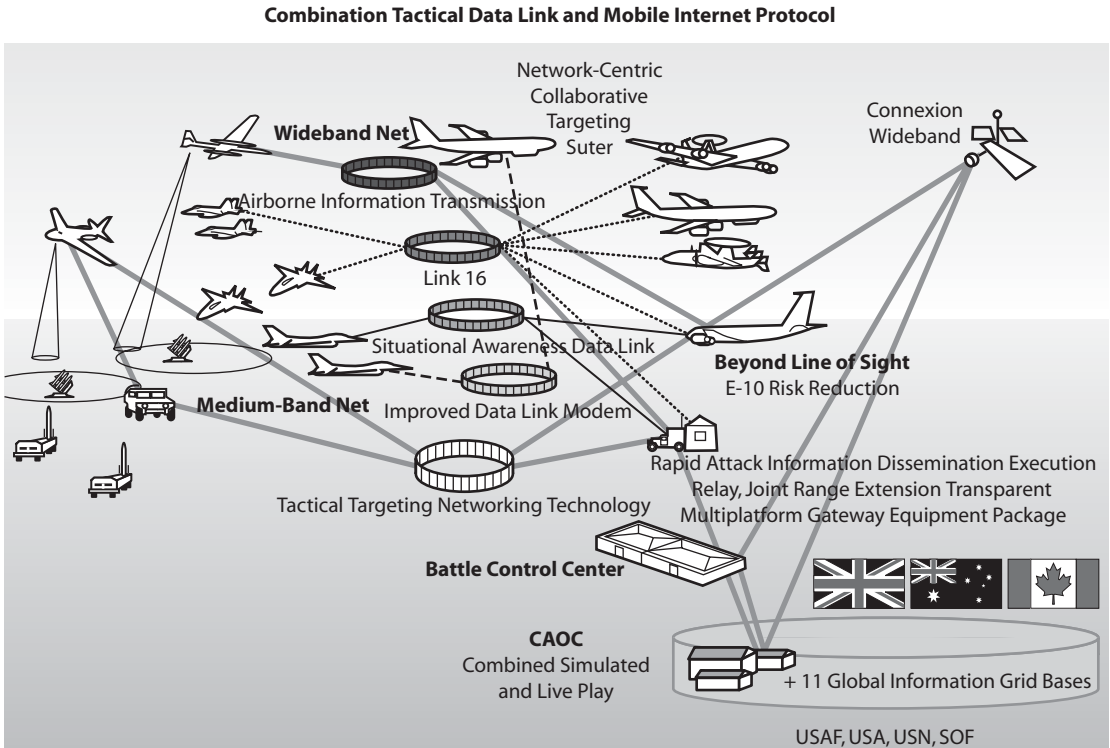 Combination Tactical Data Link and Mobile Internet Protocol
Network-Centric
Collaborative
Targeting
Suter
Connexion
Wideband
Wideband Net
Airborne Information Transmission
Link 16
Situational Awareness Data Link
Beyond Line of Sight
E-10 Risk Reduction
Medium-Band Net
Improved Data Link Modem
Rapid Attack Information Dissemination Execution
Relay, Joint Range Extension Transparent
Multiplatform Gateway Equipment Package
Tactical Targeting Networking Technology
Battle Control Center
CAOC
Combined Simulated
and Live Play
+ 11 Global Information Grid Bases
USAF, USA, USN, SOF